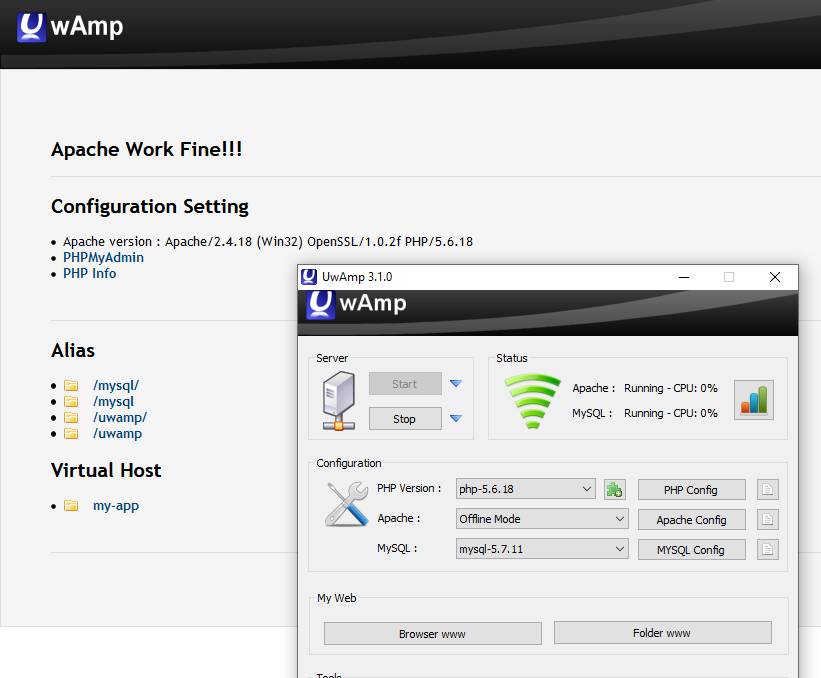 UwAmp
Apache Work Fine!!!
Configuration Setting
Apache version : Apache/2.4.18 (Win32) OpenSSL/1.0.2f PHP/5.6.18
PHPMyAdmin
PHP Info
Alias
/mysql/
/mysql
/uwamp/
/uwamp
Virtual Host
my-app
UwAmp 3.1.0
UwAmp
Server
Start
Stop
Status
Apache : Running - CPU: 0%
MySQL : Running - CPU: 0%
Configuration
PHP Version : php-5.6.18 PHP Config
Apache : Offline Mode Apache Config
MySQL : mysql-5.7.11 MYSQL Config
My Web
Browser www Folder www
Tools